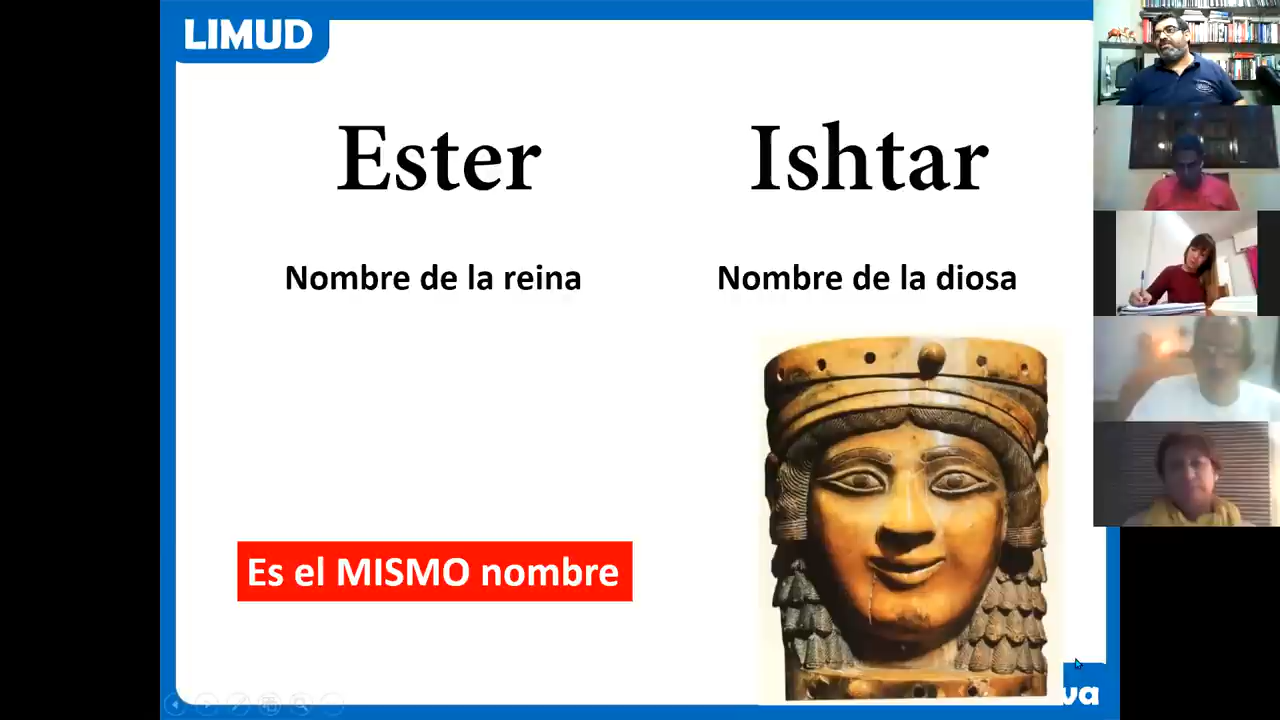 LIMUD
Ester
Ishtar
Nombre de la reina
Nombre de la diosa
Es el MISMO nombre